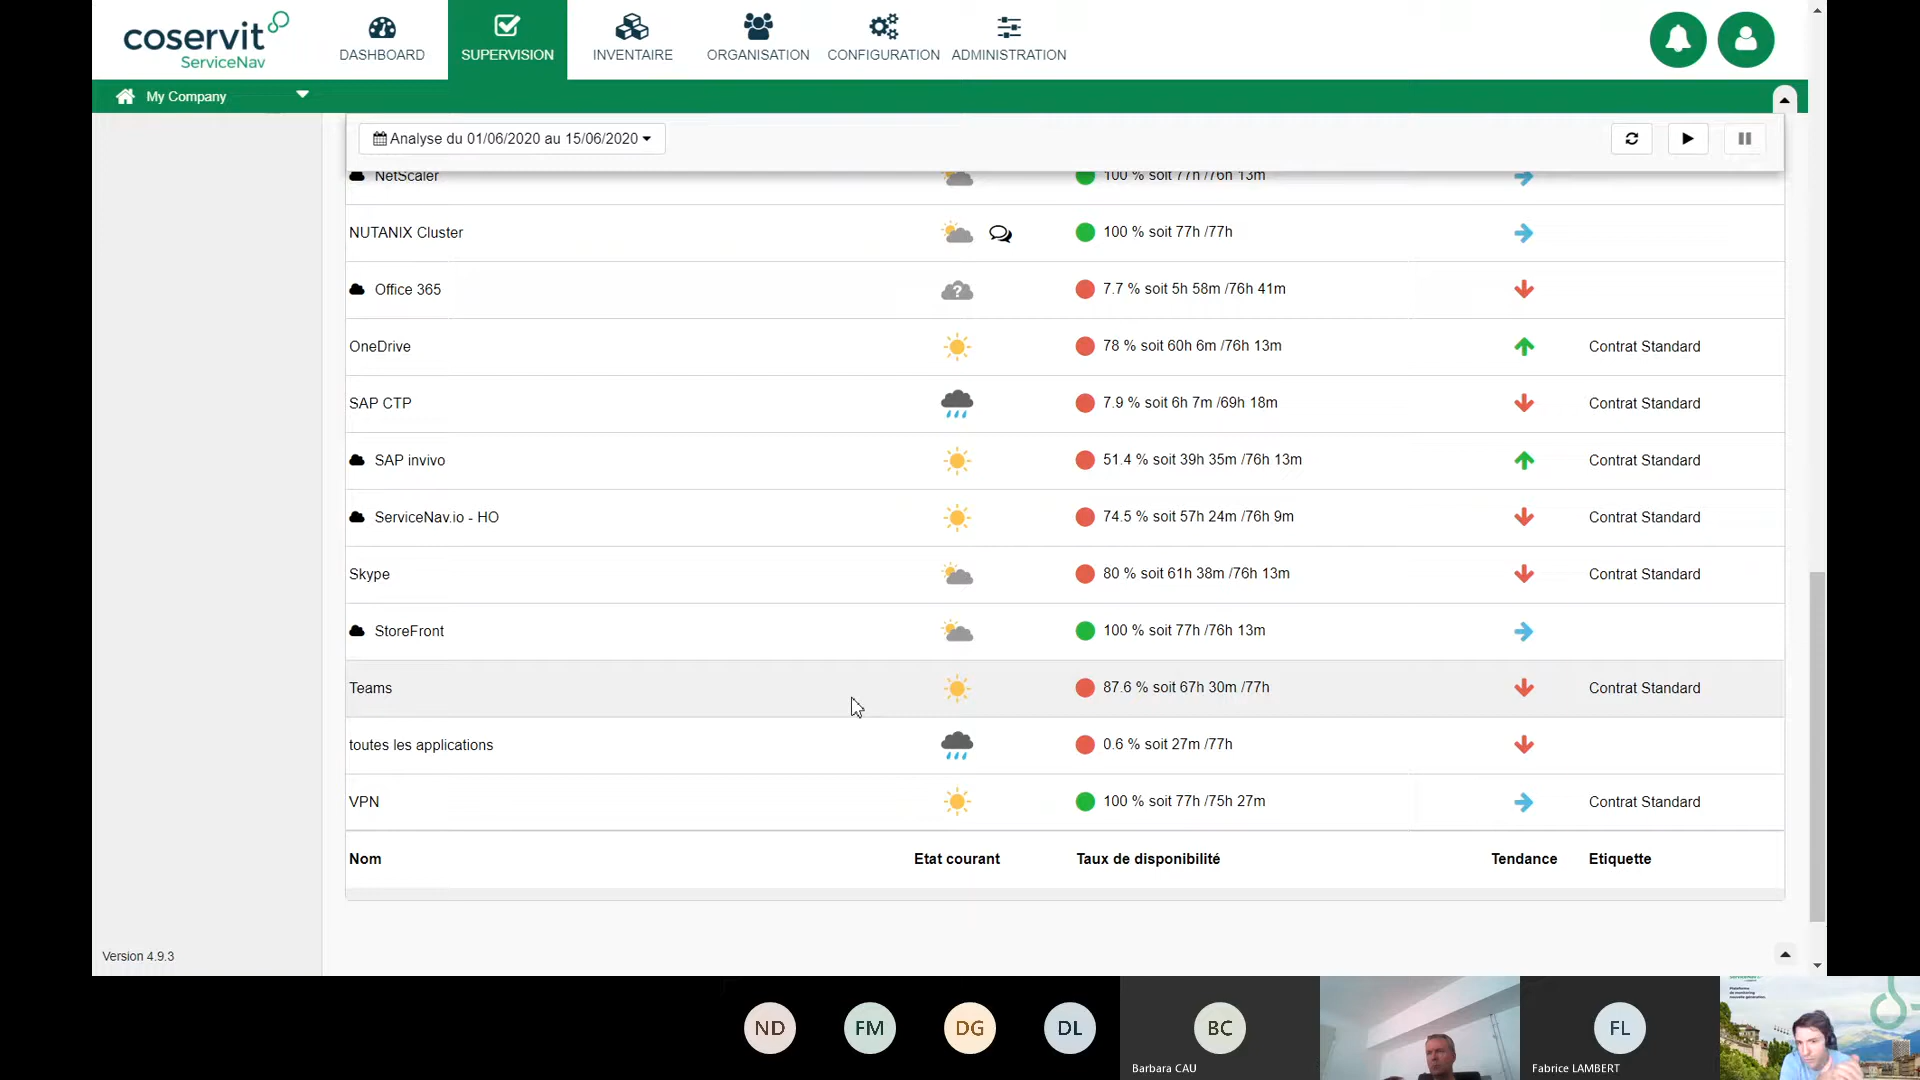 coservit
ServiceNav
DASHBOARD
SUPERVISION
INVENTAIRE
ORGANISATION
CONFIGURATION
ADMINISTRATION
My Company
Analyse du 01/06/2020 au 15/06/2020
NetScaler 100 % soit 77h /76h 13m
NUTANIX Cluster 100 % soit 77h /77h
Office 365 ? 7.7 % soit 5h 58m /76h 41m
OneDrive 78 % soit 60h 6m /76h 13m Contrat Standard
SAP CTP 7.9 % soit 6h 7m /69h 18m Contrat Standard
SAP invivo 51.4 % soit 39h 35m /76h 13m Contrat Standard
ServiceNav.io - HO 74.5 % soit 57h 24m /76h 9m Contrat Standard
Skype 80 % soit 61h 38m /76h 13m Contrat Standard
StoreFront 100 % soit 77h /76h 13m
Teams 87.6 % soit 67h 30m /77h Contrat Standard
toutes les applications 0.6 % soit 27m /77h
VPN 100 % soit 77h /75h 27m Contrat Standard
Nom Etat courant Taux de disponibilité Tendance Etiquette
Version 4.9.3
ND
FM
DG
DL
BC
Barbara CAU
FL
Fabrice LAMBERT